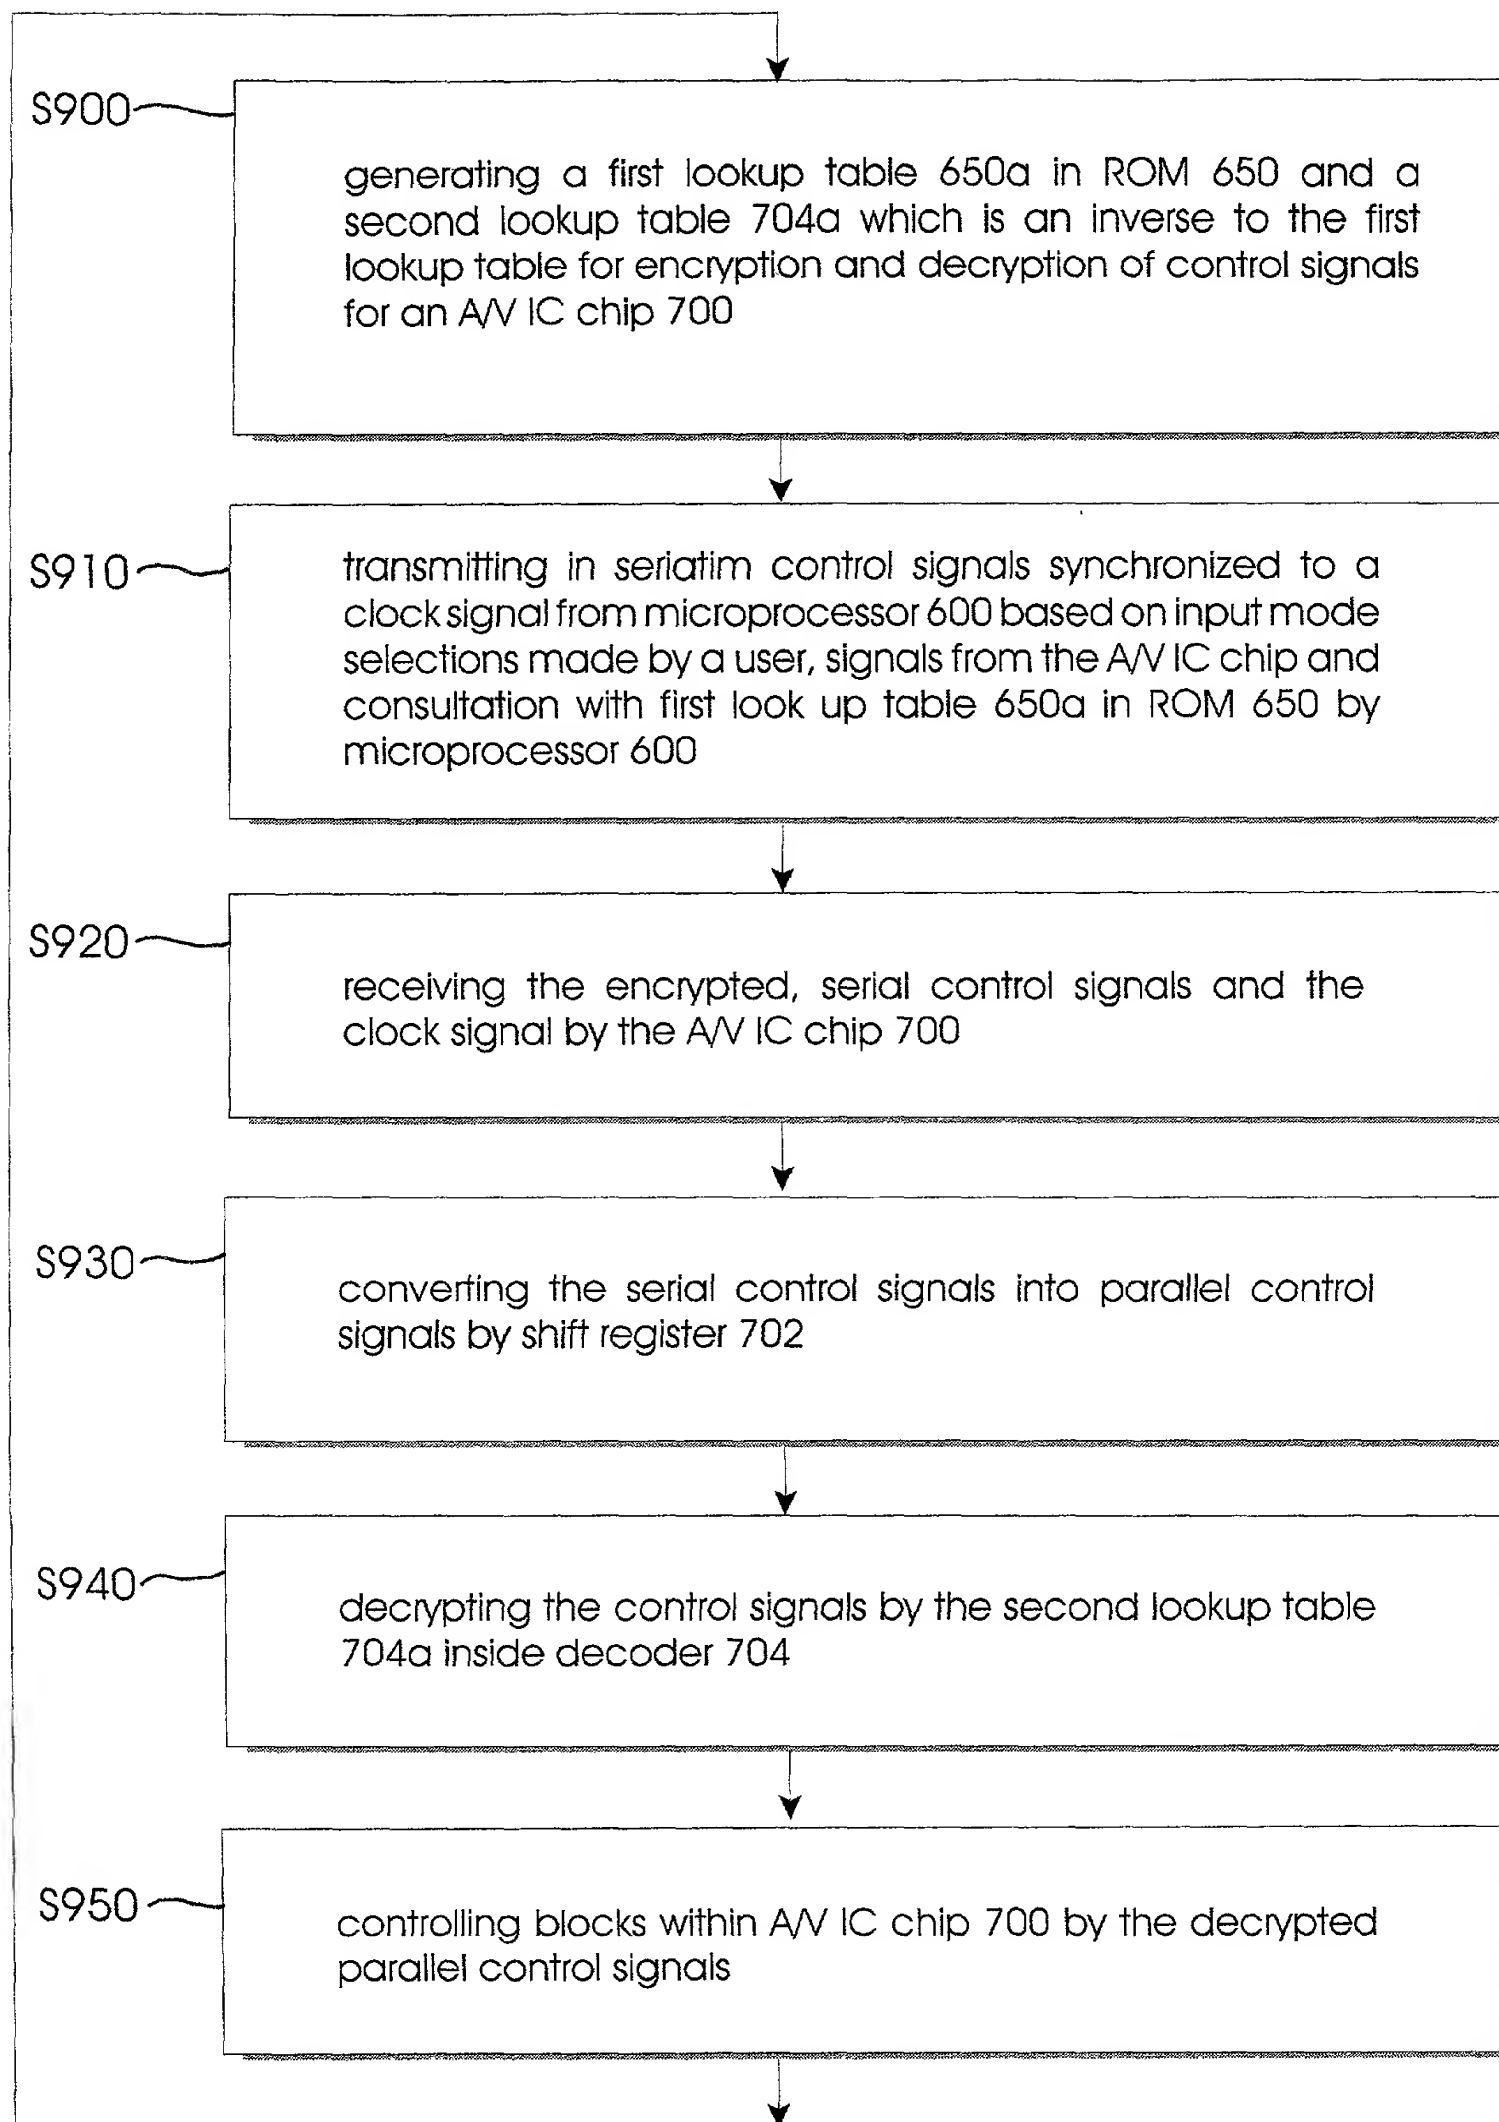 S900
generating a first lookup table 650a in ROM 650 and a
second lookup table 704a which is an inverse to the first
lookup table for encryption and decryption of control signals
for an A/V IC chip 700
S910
transmitting in seriatim control signals synchronized to a
clock signal from microprocessor 600 based on input mode
selections made by a user, signals from the A/V IC chip and
consultation with first look up table 650a in ROM 650 by
microprocessor 600
S920
receiving the encrypted, serial control signals and the
clock signal by the A/V IC chip 700
S930
converting the serial control signals into parallel control
signals by shift register 702
S940
decrypting the control signals by the second lookup table
704a inside decoder 704
S950
controlling blocks within A/V IC chip 700 by the decrypted
parallel control signals